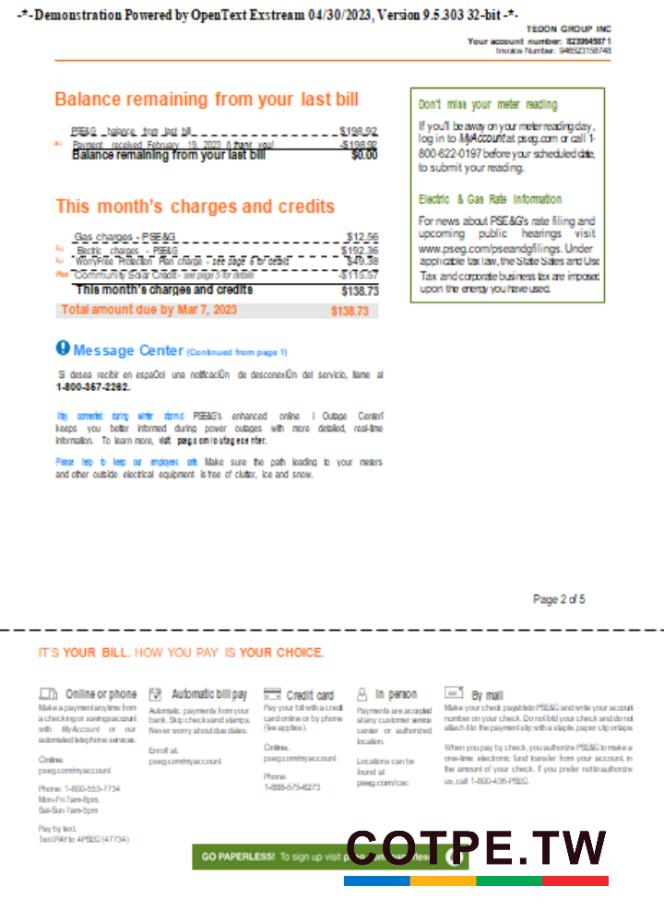 -*- Demonstration Powered by OpenText Exstream 04/30/2023, Version 9.5.303 32-bit -*-
TEDON GROUP INC
Your account number: 8239645871
Invoice Number: 946523158748
Balance remaining from your last bill
PSE&G balance from last bill $198.92
Payment received February 19, 2023 (thank you) -$198.92
Balance remaining from your last bill $0.00
This month's charges and credits
Gas charges - PSE&G $12.56
Electric charges - PSE&G $192.36
WorryFree Protection Plan charge - see page 5 for details $49.38
Community Solar Credit - see page 5 for details -$115.57
This month's charges and credits $138.73
Total amount due by Mar 7, 2023 $138.73
Don't miss your meter reading
If you'll be away on your meter reading day,
log in to MyAccount at pseg.com or call 1-
800-622-0197 before your scheduled date,
to submit your reading.
Electric & Gas Rate Information
For news about PSE&G's rate filing and
upcoming public hearings visit
www.pseg.com/pseandgfilings. Under
applicable tax law, the State Sales and Use
Tax and corporate business tax are imposed
upon the energy you have used.
Message Center (Continued from page 1)
Si desea recibir en espaÓol una notificaciÛn de desconexiÛn del servicio, llame al
1-800-357-2262.
Stay connected during winter storms! PSE&G's enhanced online ì Outage Centerî
keeps you better informed during power outages with more detailed, real-time
information. To learn more, visit pseg.com/outagecenter.
Please help to keep our employees safe. Make sure the path leading to your meters
and other outside electrical equipment is free of clutter, ice and snow.
Page 2 of 5
IT'S YOUR BILL. HOW YOU PAY IS YOUR CHOICE.
Online or phone
Make a payment anytime from
a checking or savings account
with MyAccount or our
automated telephone services.
Online:
pseg.com/myaccount
Phone: 1-800-553-7734
Mon-Fri 7am-8pm,
Sat-Sun 7am-5pm
Pay by text:
Text PAY to 4PSEG (47734)
Automatic bill pay
Automatic payments from your
bank. Skip checks and stamps.
Never worry about due dates.
Enroll at:
pseg.com/myaccount
Credit card
Pay your bill with a credit
card online or by phone
(fee applies).
Online:
pseg.com/myaccount
Phone:
1-888-575-6273
In person
Payments are accepted
at any customer service
center or authorized
location.
Locations can be
found at
pseg.com/csc
By mail
Make your check payable to PSE&G and write your account
number on your check. Do not fold your check and do not
attach it to the payment slip with a staple, paper clip or tape.
When you pay by check, you authorize PSE&G to make a
one-time electronic fund transfer from your account, in
the amount of your check. If you prefer not to authorize
us, call 1-800-436-PSEG.
GO PAPERLESS! To sign up visit
COTPE.TW